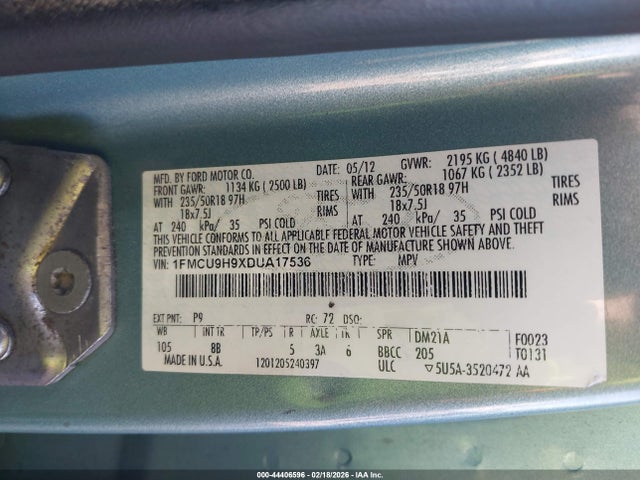 MFD. BY FORD MOTOR CO. DATE: 05/12 GVWR: 2195 KG ( 4840 LB)
FRONT GAWR: 1134 KG ( 2500 LB) REAR GAWR: 1067 KG ( 2352 LB)
WITH 235/50R18 97H TIRES WITH 235/50R18 97H TIRES
18x7.5J RIMS 18x7.5J RIMS
AT 240 kPa/ 35 PSI COLD AT 240 kPa/ 35 PSI COLD
THIS VEHICLE CONFORMS TO ALL APPLICABLE FEDERAL MOTOR VEHICLE SAFETY AND THEFT
PREVENTION STANDARDS IN EFFECT ON THE DATE OF MANUFACTURE SHOWN ABOVE.
VIN: 1FMCU9H9XDUA17536 TYPE: MPV
EXT PNT: P9 RC: 72 DSO:
WB INT TR TP/PS R AXLE TR SPR DM21A F0023
105 8B 5 3A 6 BBCC 205 T0131
MADE IN U.S.A. 1201205240397 ULC ▽5U5A-3520472 AA
000-44406596 - 02/18/2026 - IAA Inc.